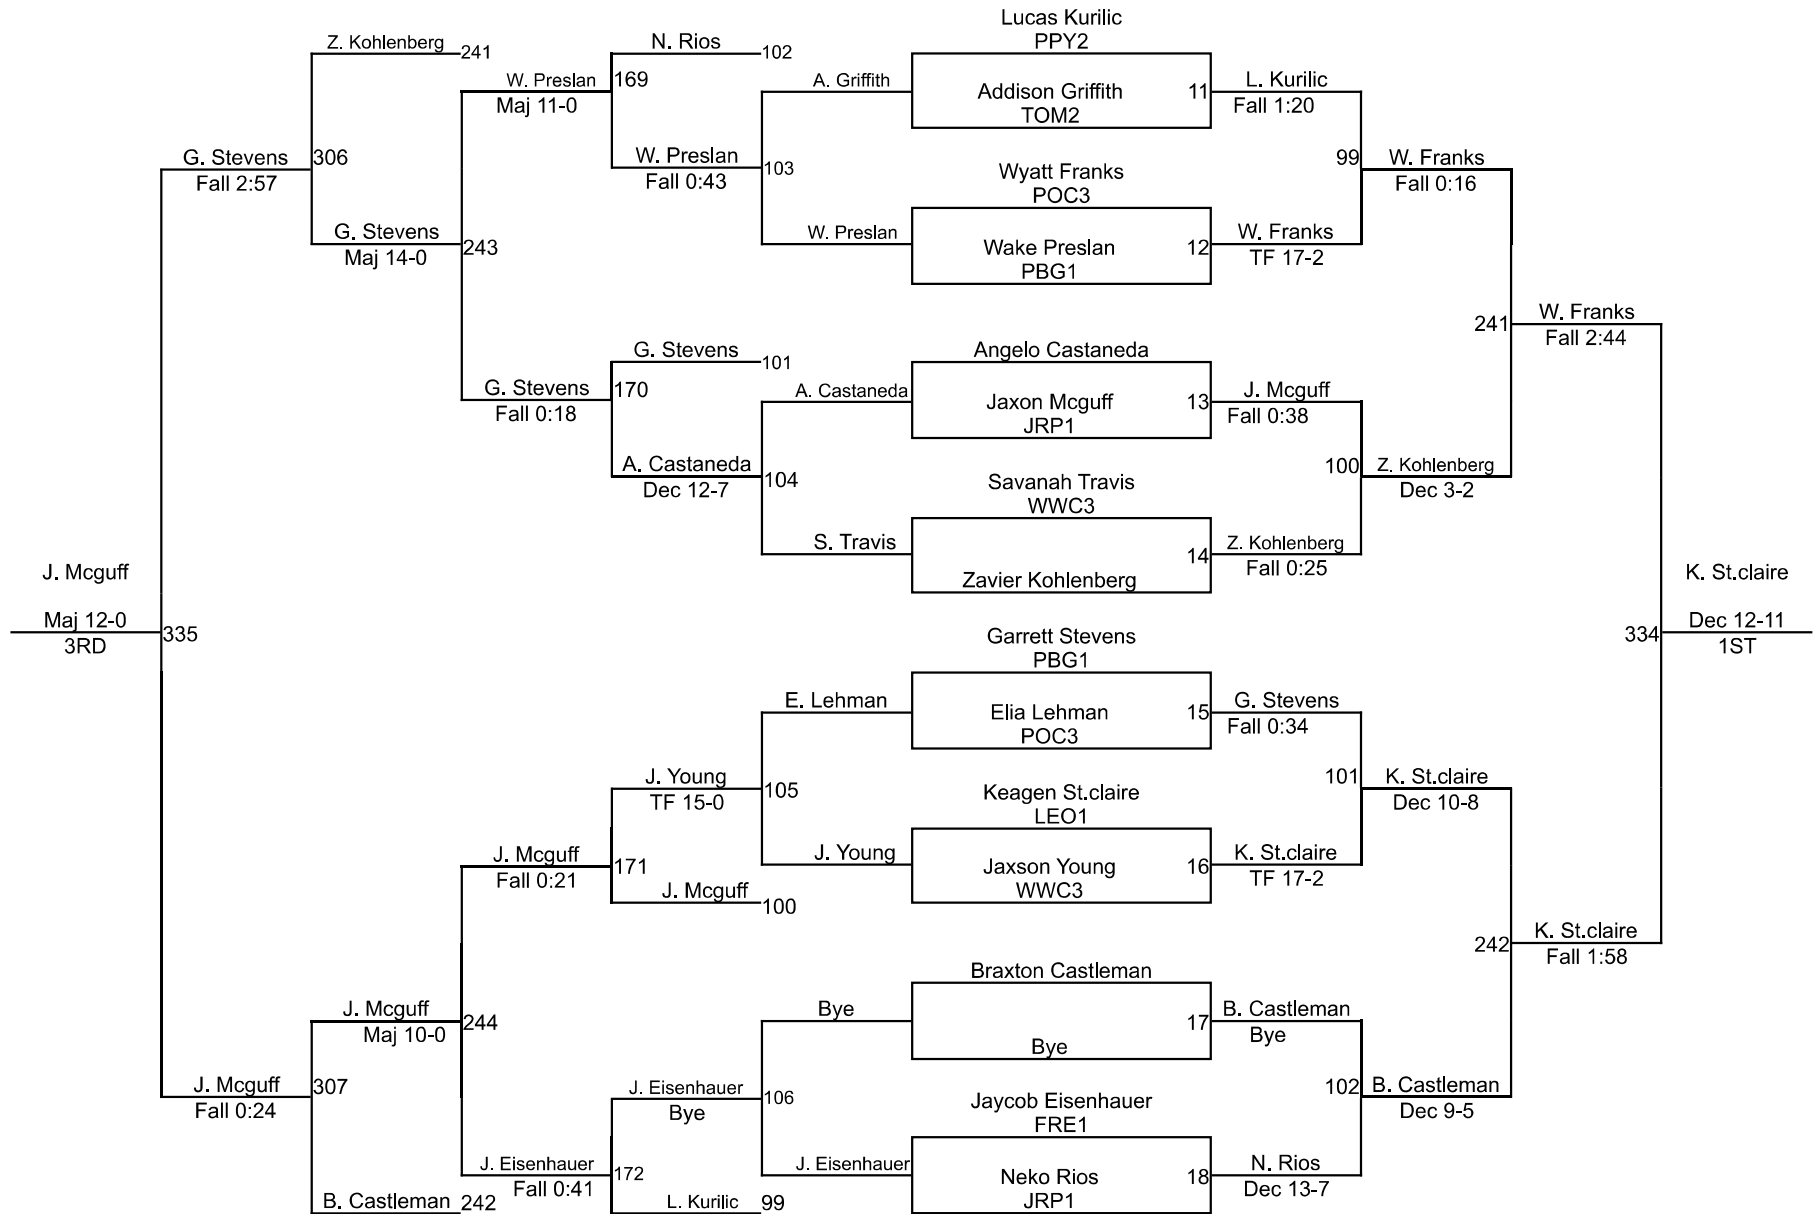 Lucas Kurilic
PPY2
Z. Kohlenberg
241
N. Rios
102
W. Preslan
169
Maj 11-0
A. Griffith
Addison Griffith
TOM2
11
L. Kurilic
Fall 1:20
G. Stevens
306
Fall 2:57
W. Preslan
103
Fall 0:43
Wyatt Franks
POC3
99
W. Franks
Fall 0:16
G. Stevens
243
Maj 14-0
W. Preslan
Wake Preslan
PBG1
12
W. Franks
TF 17-2
241
W. Franks
Fall 2:44
G. Stevens
101
Angelo Castaneda
G. Stevens
170
Fall 0:18
A. Castaneda
Jaxon Mcguff
JRP1
13
J. Mcguff
Fall 0:38
A. Castaneda
104
Dec 12-7
Savanah Travis
WWC3
100
Z. Kohlenberg
Dec 3-2
S. Travis
Zavier Kohlenberg
14
Z. Kohlenberg
Fall 0:25
J. Mcguff
Maj 12-0
3RD
335
K. St.claire
334
Dec 12-11
1ST
Garrett Stevens
PBG1
E. Lehman
Elia Lehman
POC3
15
G. Stevens
Fall 0:34
J. Young
105
TF 15-0
Keagen St.claire
LEO1
101
K. St.claire
Dec 10-8
J. Mcguff
171
Fall 0:21
J. Young
Jaxson Young
WWC3
16
K. St.claire
TF 17-2
J. Mcguff
100
242
K. St.claire
Fall 1:58
Braxton Castleman
J. Mcguff
244
Maj 10-0
Bye
Bye
17
B. Castleman
Bye
J. Mcguff
307
Fall 0:24
J. Eisenhauer
106
Bye
Jaycob Eisenhauer
FRE1
102
B. Castleman
Dec 9-5
J. Eisenhauer
172
Fall 0:41
J. Eisenhauer
Neko Rios
JRP1
18
N. Rios
Dec 13-7
B. Castleman
242
L. Kurilic
99